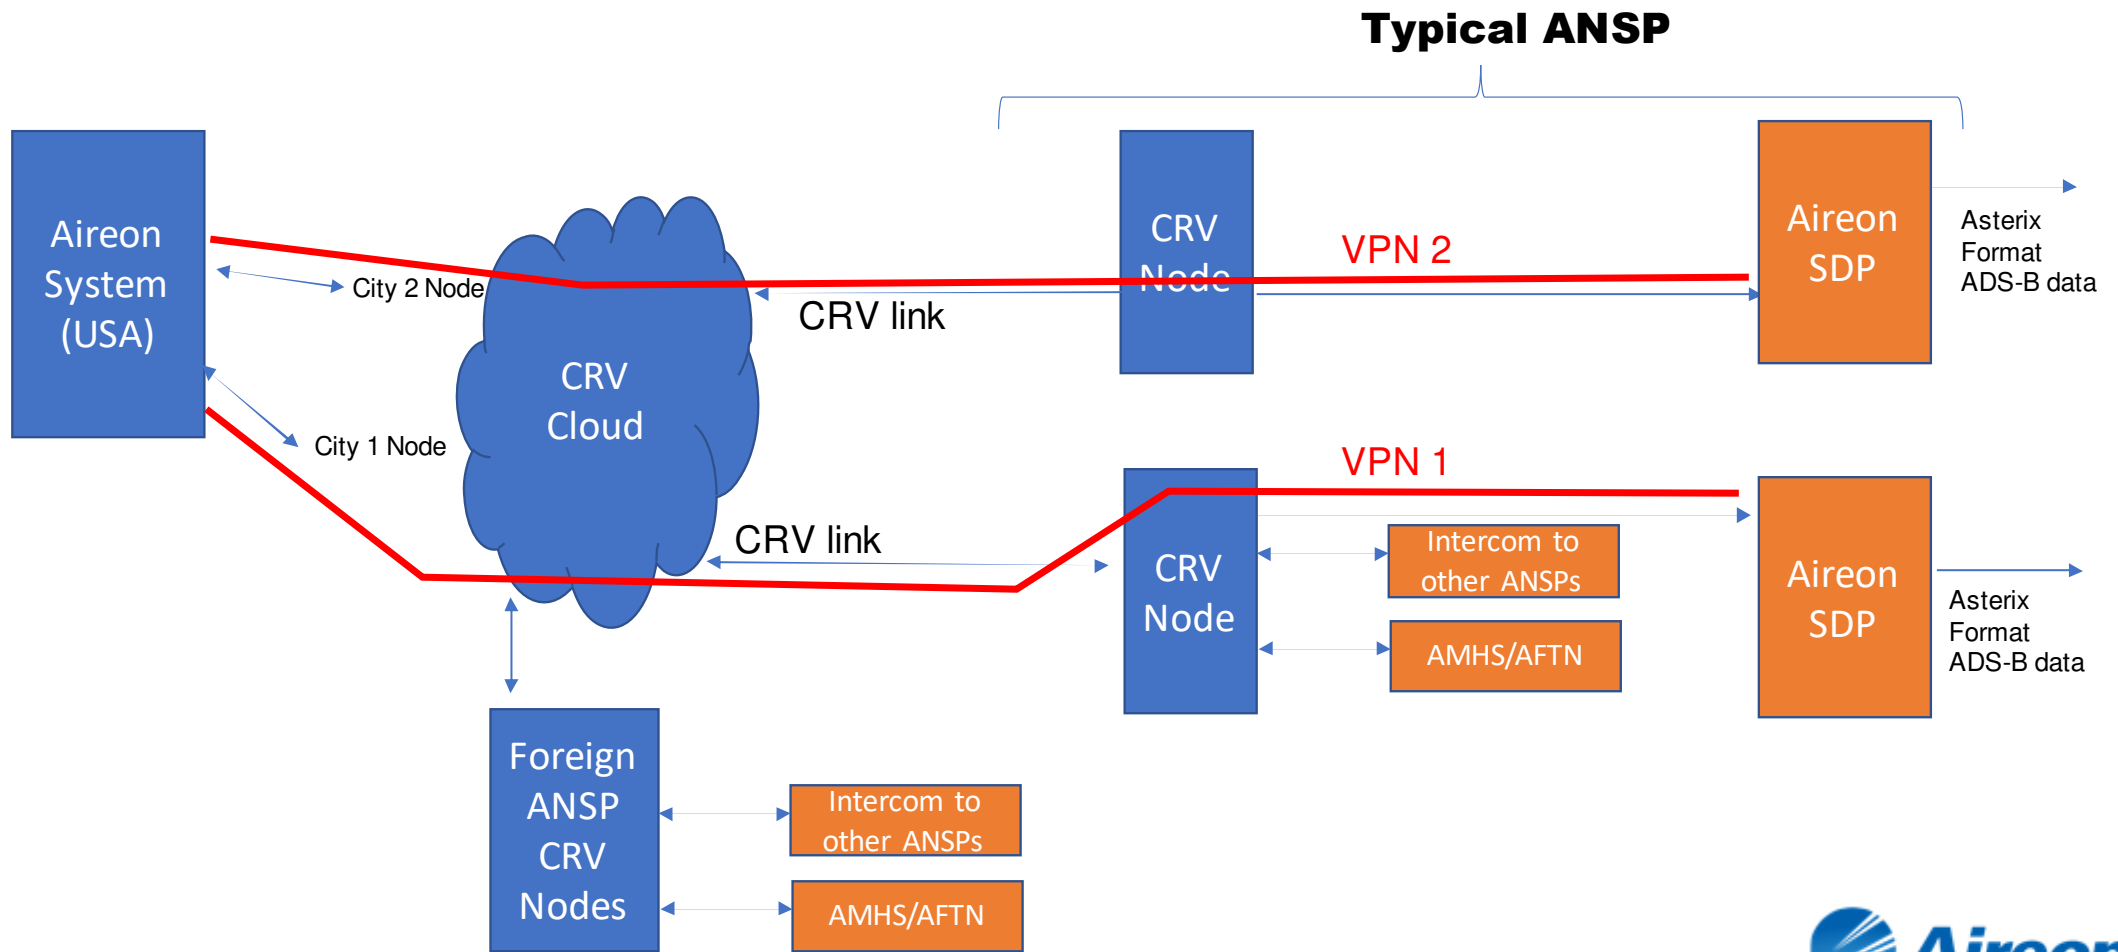 Typical ANSP
Aireon
System
(USA)
City 2 Node
City 1 Node
CRV
Cloud
CRV link
CRV
Node
VPN 2
Aireon
SDP
Asterix
Format
ADS-B data
CRV link
CRV
Node
VPN 1
Intercom to
other ANSPs
AMHS/AFTN
Aireon
SDP
Asterix
Format
ADS-B data
Foreign
ANSP
CRV
Nodes
Intercom to
other ANSPs
AMHS/AFTN
Aireon